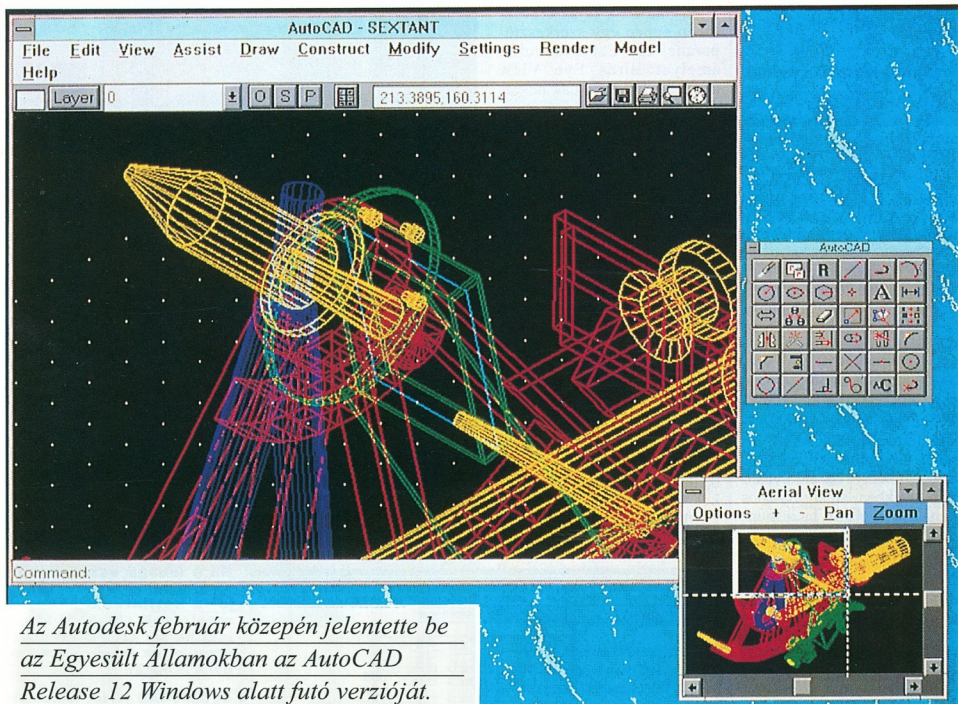 AutoCAD - SEXTANT
File Edit View Assist Draw Construct Modify Settings Render Model
Help
Layer 0 O S P 213.3895,160.3114
Command:
AutoCAD
R
A
AC
Aerial View
Options + - Pan Zoom
Az Autodesk február közepén jelentette be
az Egyesült Államokban az AutoCAD
Release 12 Windows alatt futó verzióját.